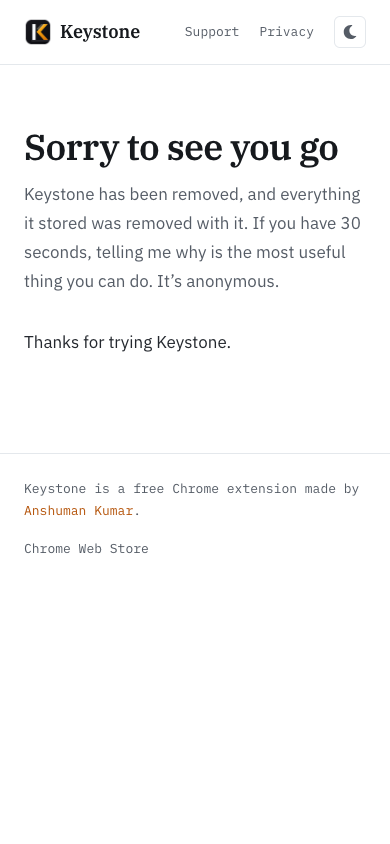 Keystone
Support
Privacy
Sorry to see you go
Keystone has been removed, and everything
it stored was removed with it. If you have 30
seconds, telling me why is the most useful
thing you can do. It’s anonymous.
Thanks for trying Keystone.
Keystone is a free Chrome extension made by
Anshuman Kumar.
Chrome Web Store